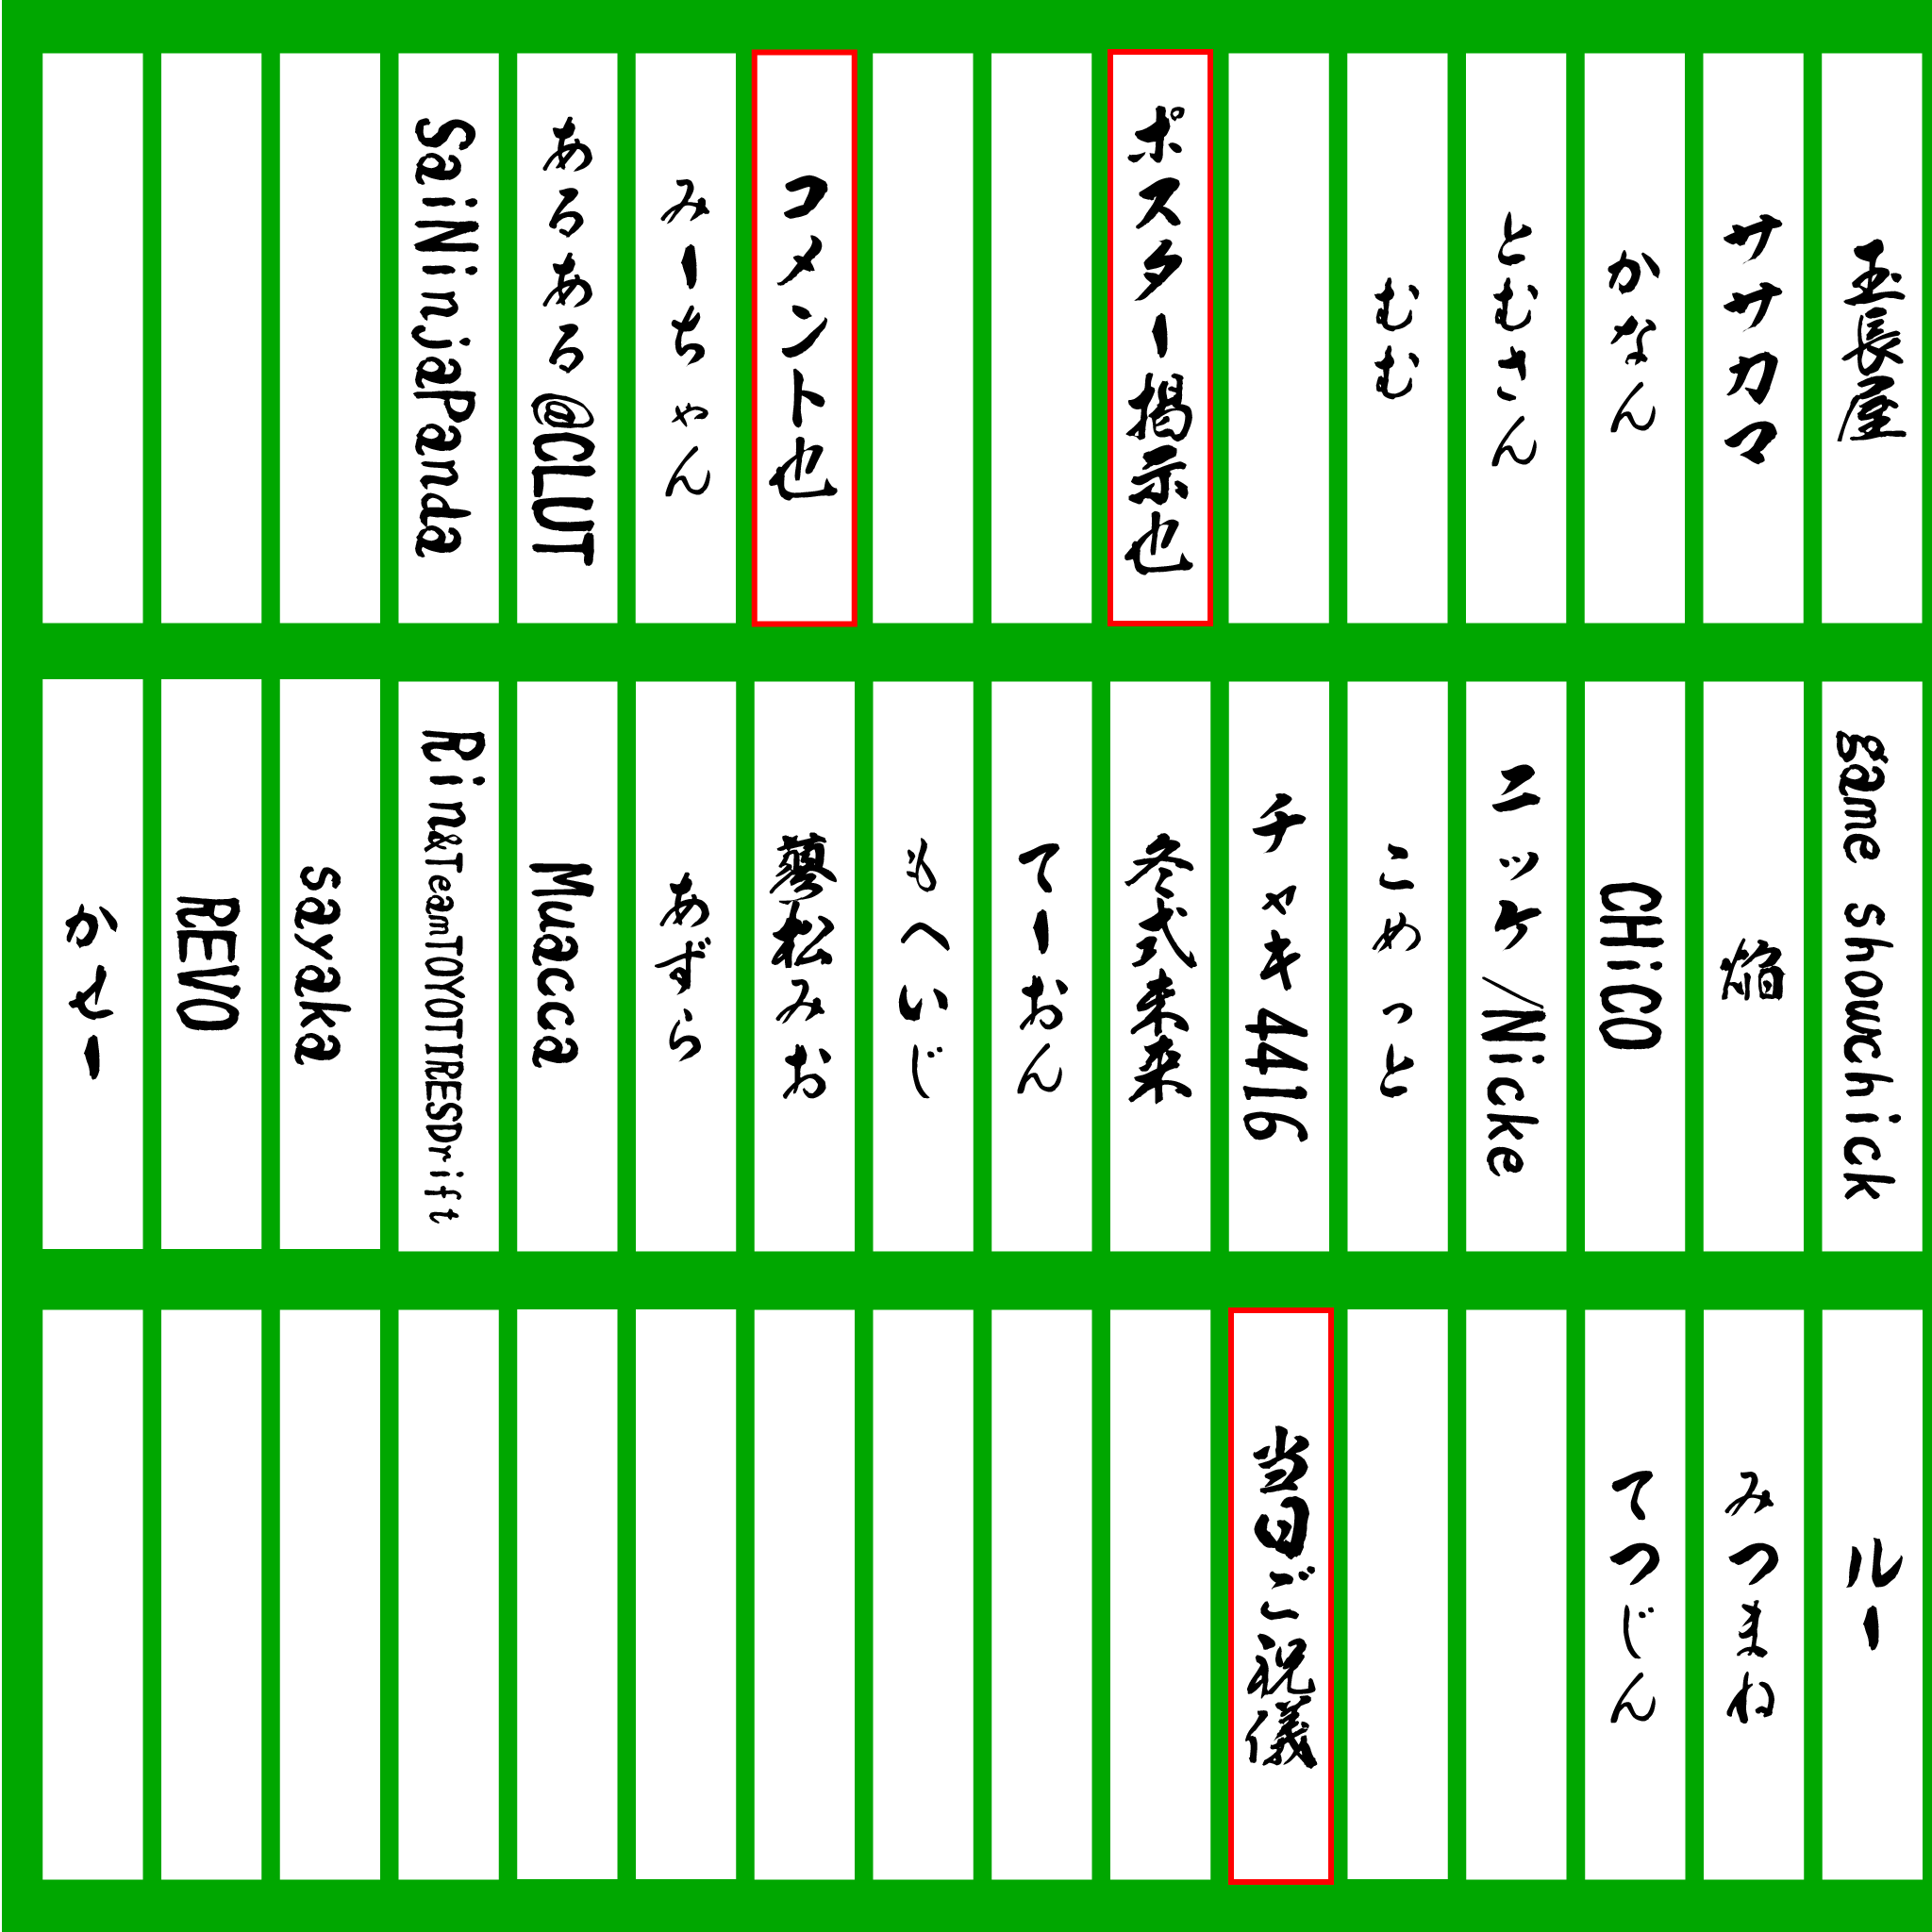 玉長屋
ササカマ
かなん
とむさん
むむ
ポスター掲示也
コメント也
みーちゃん
あるある@CLUT
SaiNinjaPanda
game showchick
焔
CHiCO
ニッケ/Nicke
こめっと
チャキ4416
冬式来来
てーおん
もへいじ
藁松みお
あずら
Muacca
Rin&TeamTOYOTIRESDrift
sayaka
REVO
かせー
ルー
みつまね
てつじん
当日ご祝儀